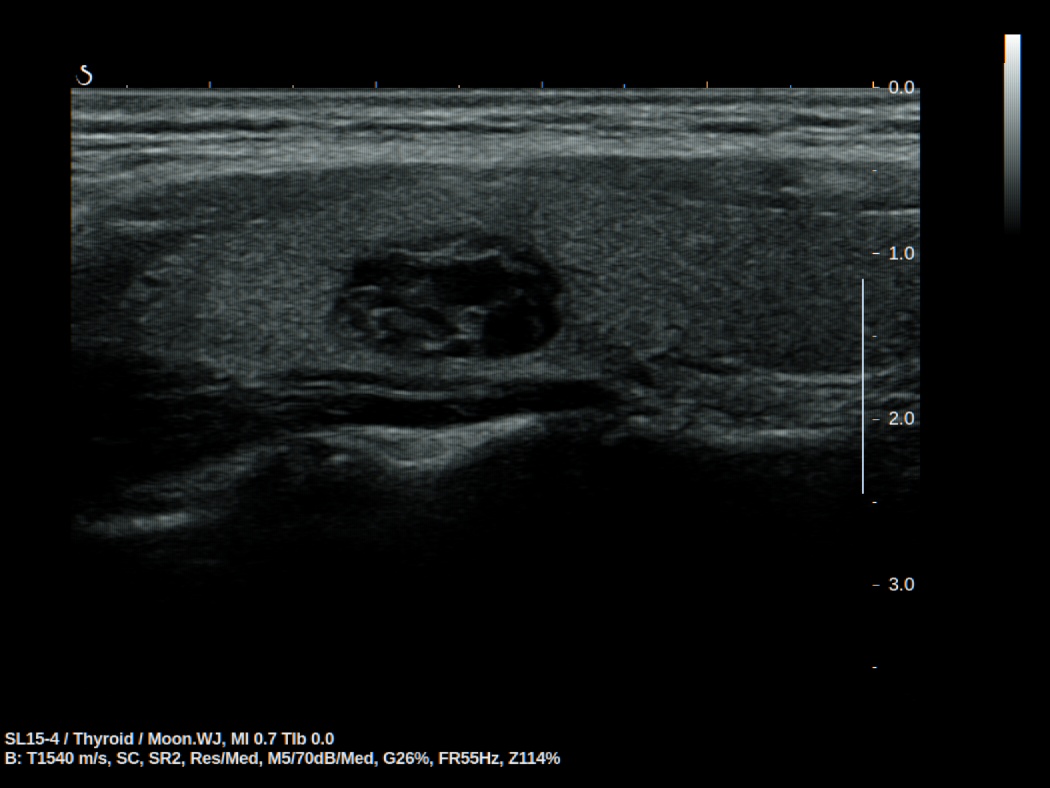 S
0.0
1.0
2.0
3.0
SL15-4 / Thyroid / Moon.WJ, MI 0.7 TIb 0.0
B: T1540 m/s, SC, SR2, Res/Med, M5/70dB/Med, G26%, FR55Hz, Z114%